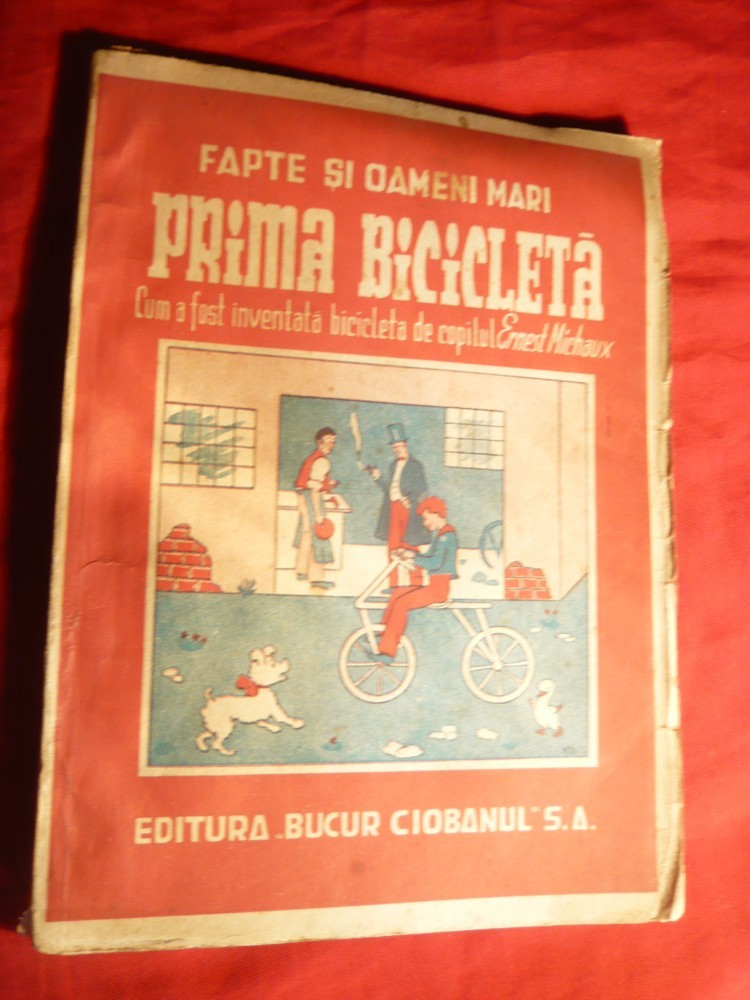 FAPTE ȘI OAMENI MARI
PRiMA BiCiCLETĂ
Cum a fost inventată bicicleta de copilul Ernest Michaux
EDITURA „BUCUR CIOBANUL" S.A.